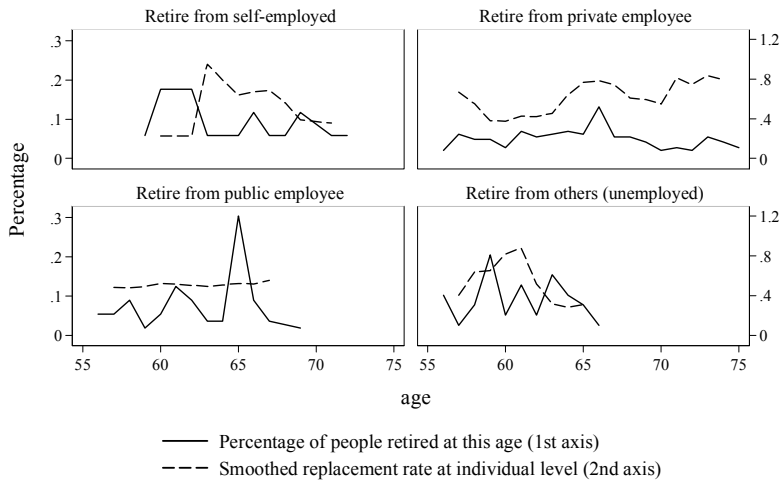 Retire from self-employed
Retire from private employee
.3
.2
.1
0
1.2
.8
.4
0
Percentage
Retire from public employee
Retire from others (unemployed)
.3
.2
.1
0
1.2
.8
.4
0
55 60 65 70 75
55 60 65 70 75
age
Percentage of people retired at this age (1st axis)
Smoothed replacement rate at individual level (2nd axis)